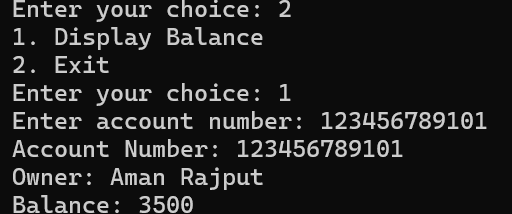 Enter your choice: 2
1. Display Balance
2. Exit
Enter your choice: 1
Enter account number: 123456789101
Account Number: 123456789101
Owner: Aman Rajput
Balance: 3500